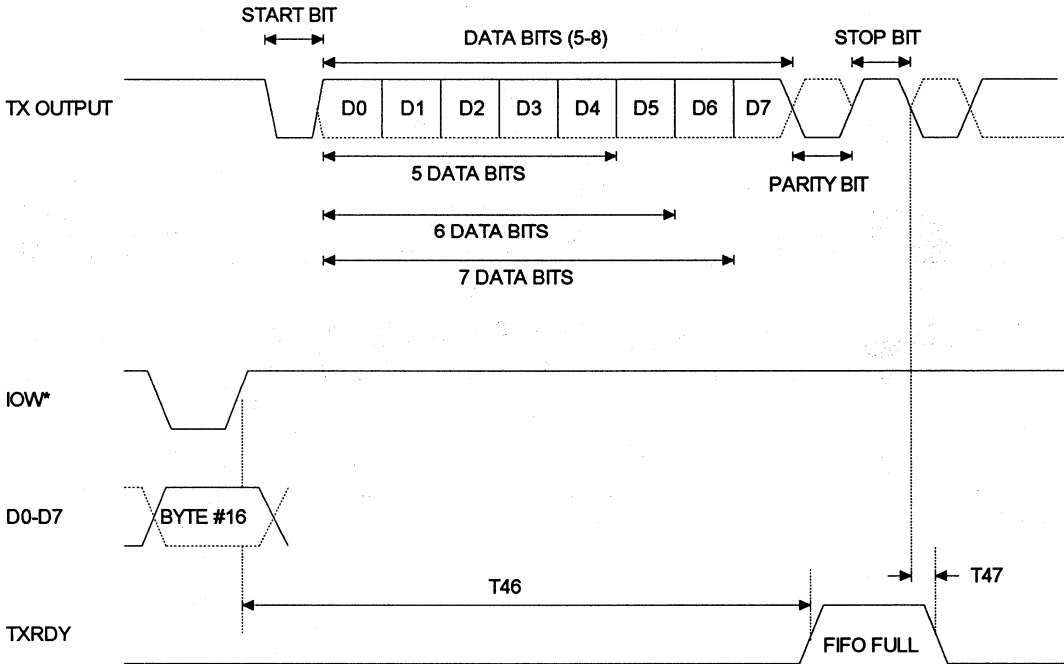 START BIT
DATA BITS (5-8)
STOP BIT
TX OUTPUT
D0 D1 D2 D3 D4 D5 D6 D7
5 DATA BITS
PARITY BIT
6 DATA BITS
7 DATA BITS
IOW*
D0-D7
BYTE #16
T46
T47
TXRDY
FIFO FULL